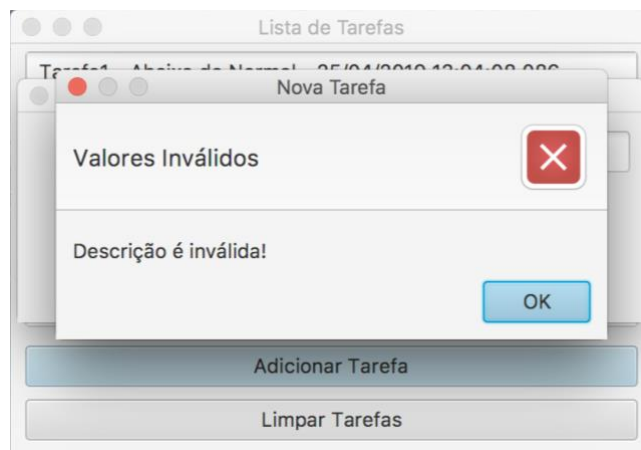 Lista de Tarefas
Nova Tarefa
Valores Inválidos
Descrição é inválida!
OK
Adicionar Tarefa
Limpar Tarefas